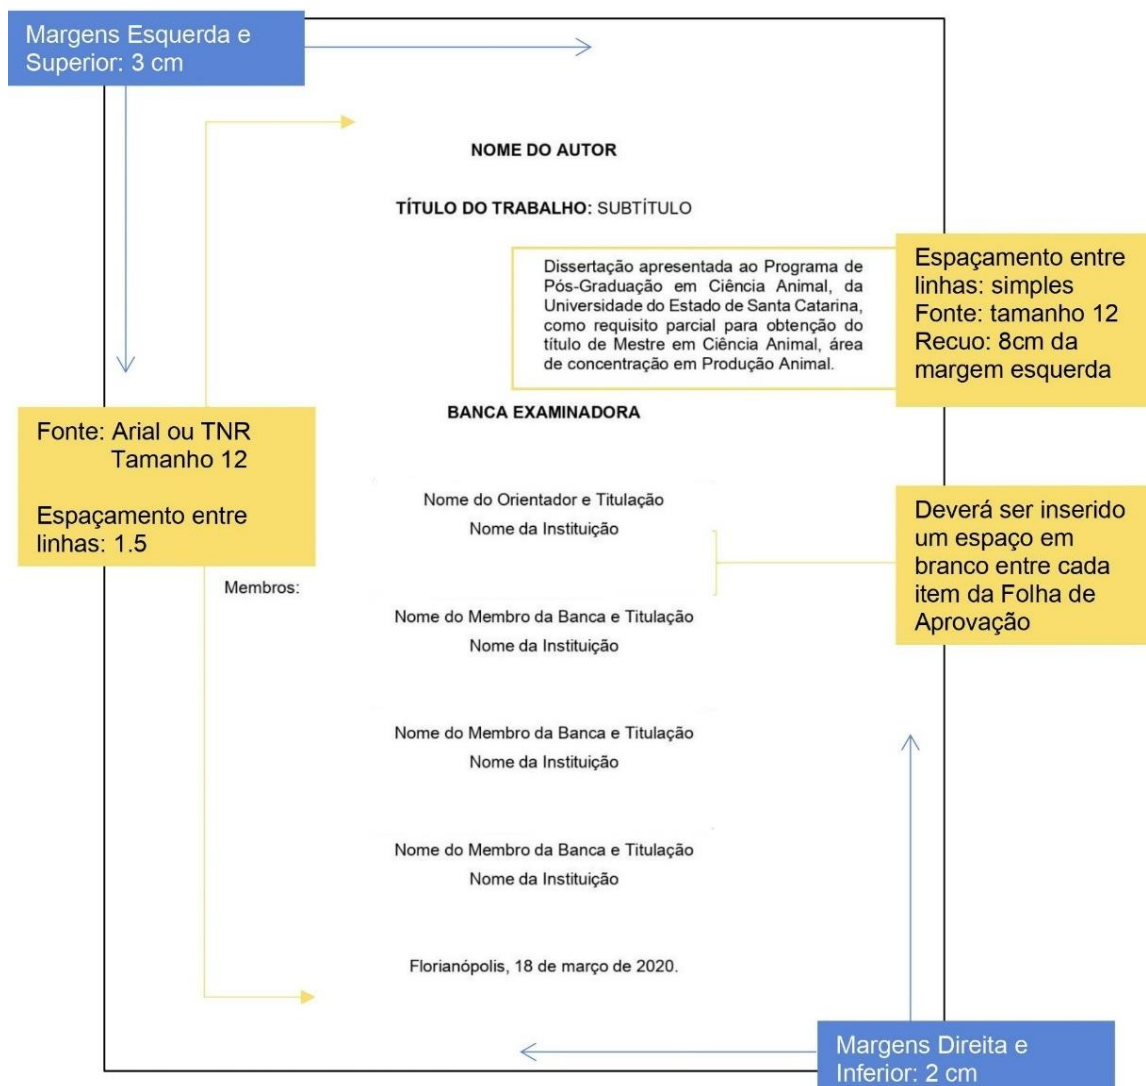 Margens Esquerda e
Superior: 3 cm
NOME DO AUTOR
TÍTULO DO TRABALHO: SUBTÍTULO
Dissertação apresentada ao Programa de
Pós-Graduação em Ciência Animal, da
Universidade do Estado de Santa Catarina,
como requisito parcial para obtenção do
título de Mestre em Ciência Animal, área
de concentração em Produção Animal.
Espaçamento entre
linhas: simples
Fonte: tamanho 12
Recuo: 8cm da
margem esquerda
BANCA EXAMINADORA
Fonte: Arial ou TNR
Tamanho 12
Espaçamento entre
linhas: 1.5
Nome do Orientador e Titulação
Nome da Instituição
Deverá ser inserido
um espaço em
branco entre cada
item da Folha de
Aprovação
Membros:
Nome do Membro da Banca e Titulação
Nome da Instituição
Nome do Membro da Banca e Titulação
Nome da Instituição
Nome do Membro da Banca e Titulação
Nome da Instituição
Florianópolis, 18 de março de 2020.
Margens Direita e
Inferior: 2 cm